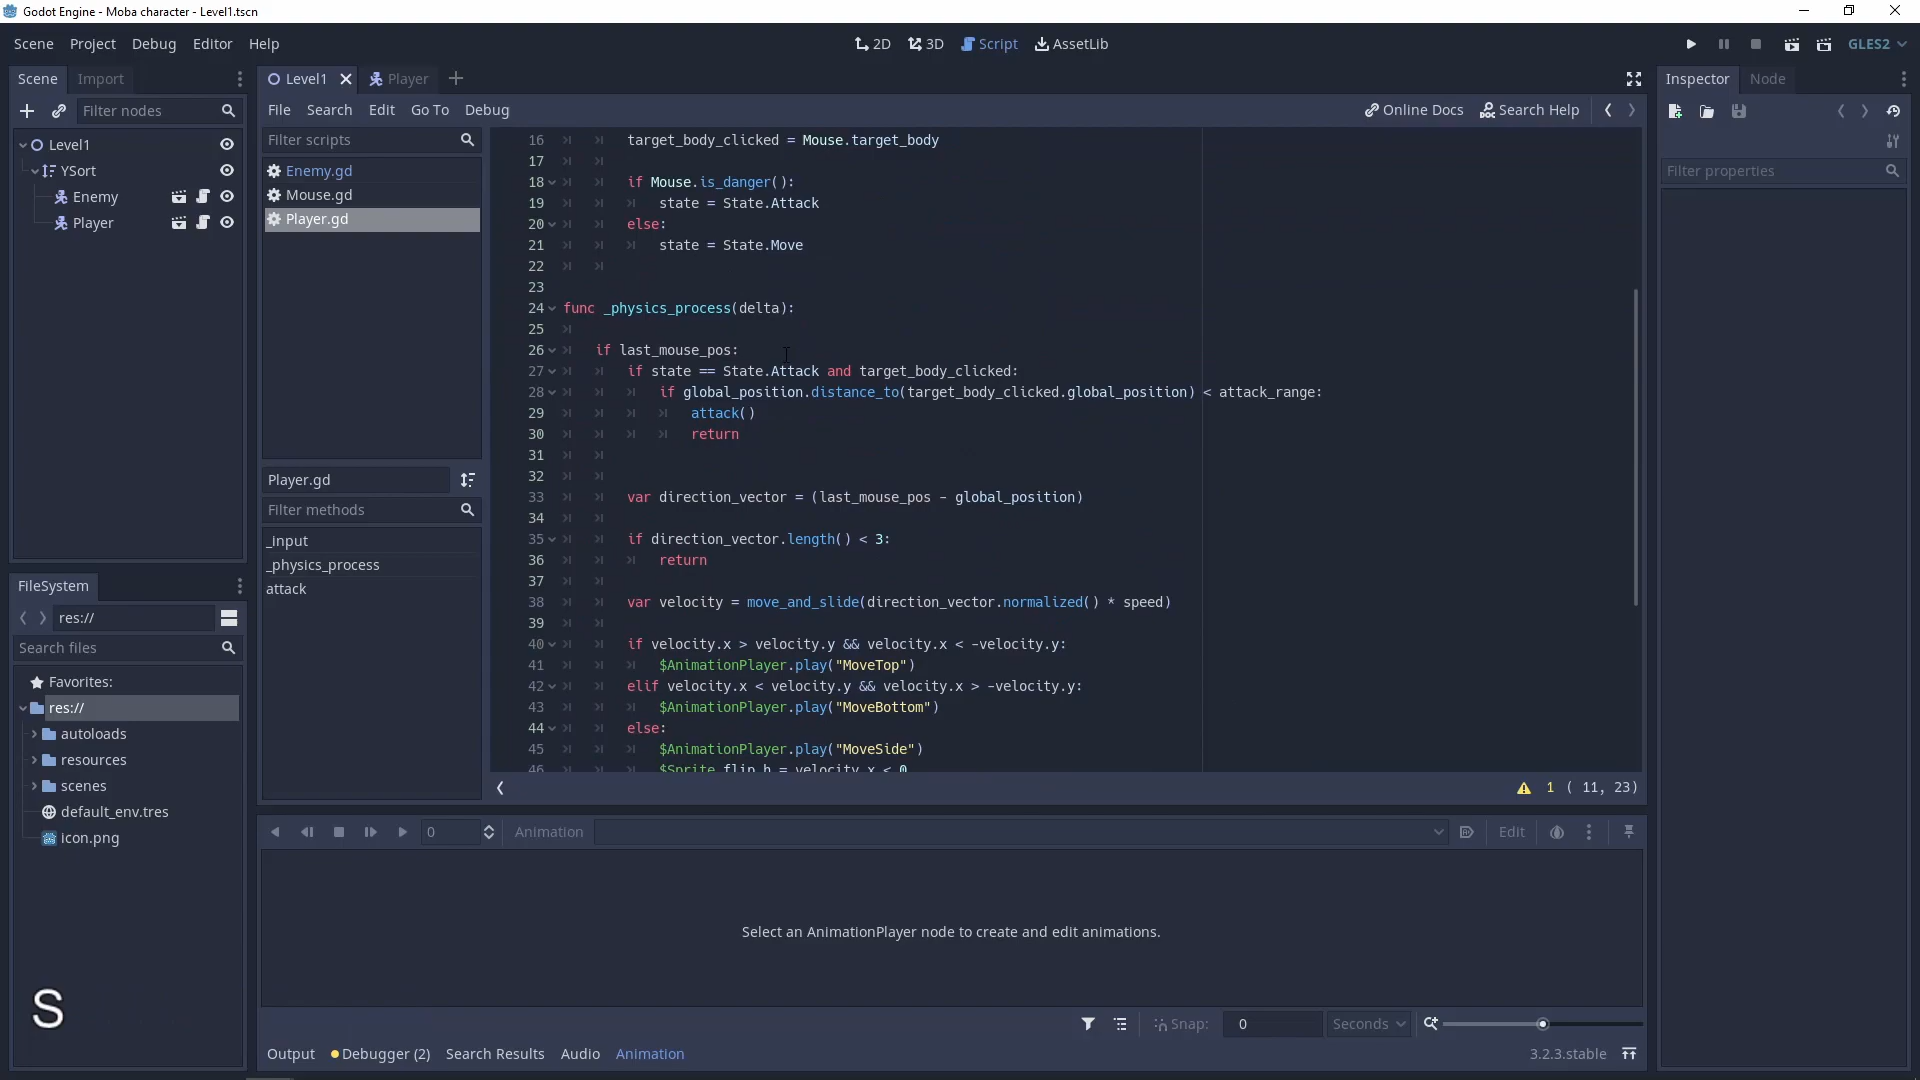 Godot Engine - Moba character - Level1.tscn
Scene Project Debug Editor Help
2D 3D Script AssetLib
GLES2
Scene Import
Filter nodes
Level1
YSort
Enemy
Player
FileSystem
res://
Search files
Favorites:
res://
autoloads
resources
scenes
default_env.tres
icon.png
S
Level1 Player
File Search Edit Go To Debug
Online Docs Search Help
Filter scripts
Enemy.gd
Mouse.gd
Player.gd
Player.gd
Filter methods
_input
_physics_process
attack
16 target_body_clicked = Mouse.target_body
17
18 if Mouse.is_danger():
19 state = State.Attack
20 else:
21 state = State.Move
22
23
24 func _physics_process(delta):
25
26 if last_mouse_pos:
27 if state == State.Attack and target_body_clicked:
28 if global_position.distance_to(target_body_clicked.global_position) < attack_range:
29 attack()
30 return
31
32
33 var direction_vector = (last_mouse_pos - global_position)
34
35 if direction_vector.length() < 3:
36 return
37
38 var velocity = move_and_slide(direction_vector.normalized() * speed)
39
40 if velocity.x > velocity.y && velocity.x < -velocity.y:
41 $AnimationPlayer.play("MoveTop")
42 elif velocity.x < velocity.y && velocity.x > -velocity.y:
43 $AnimationPlayer.play("MoveBottom")
44 else:
45 $AnimationPlayer.play("MoveSide")
46 $Sprite.flip_h = velocity.x < 0
1 ( 11, 23)
0 Animation Edit
Select an AnimationPlayer node to create and edit animations.
Snap: 0 Seconds
Output Debugger (2) Search Results Audio Animation 3.2.3.stable
Inspector Node
Filter properties